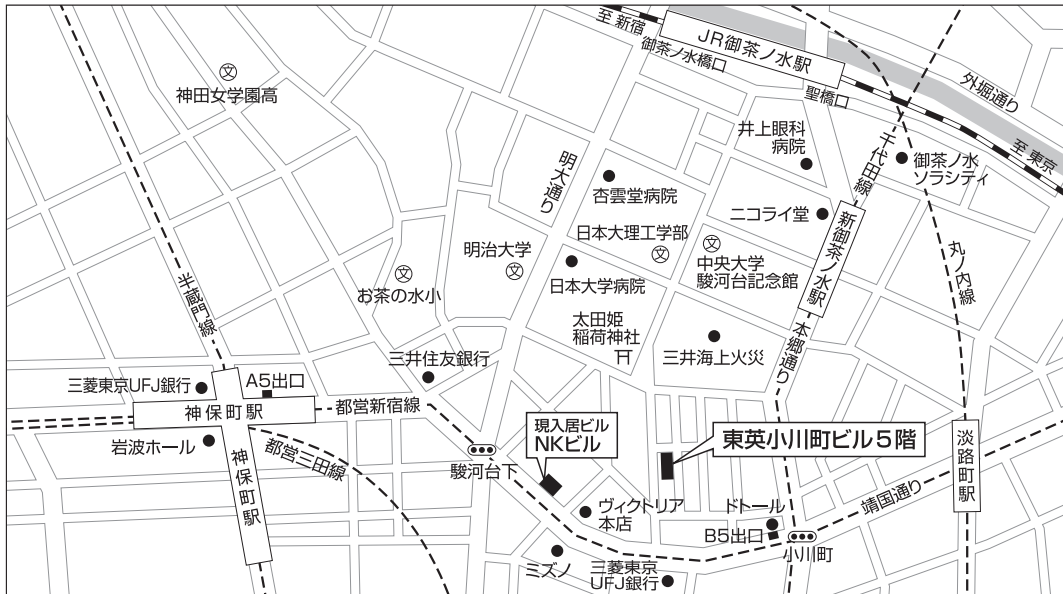 至 新宿
JR御茶ノ水駅
御茶ノ水橋口
聖橋口
外堀通り
至 東京
文
神田女学園高
井上眼科
病院
千代田線
御茶ノ水
ソラシティ
明大通り
杏雲堂病院
ニコライ堂
新御茶ノ水駅
日本大理工学部
文
文
中央大学
駿河台記念館
明治大学
文
文
お茶の水小
日本大学病院
丸ノ内線
半蔵門線
太田姫
稲荷神社
三井海上火災
本郷通り
三井住友銀行
三菱東京UFJ銀行
A5出口
神保町駅
都営新宿線
岩波ホール
都営三田線
神保町駅
駿河台下
現入居ビル
NKビル
東英小川町ビル5階
淡路町駅
ヴィクトリア
本店
ドトール
B5出口
靖国通り
小川町
ミズノ
三菱東京
UFJ銀行